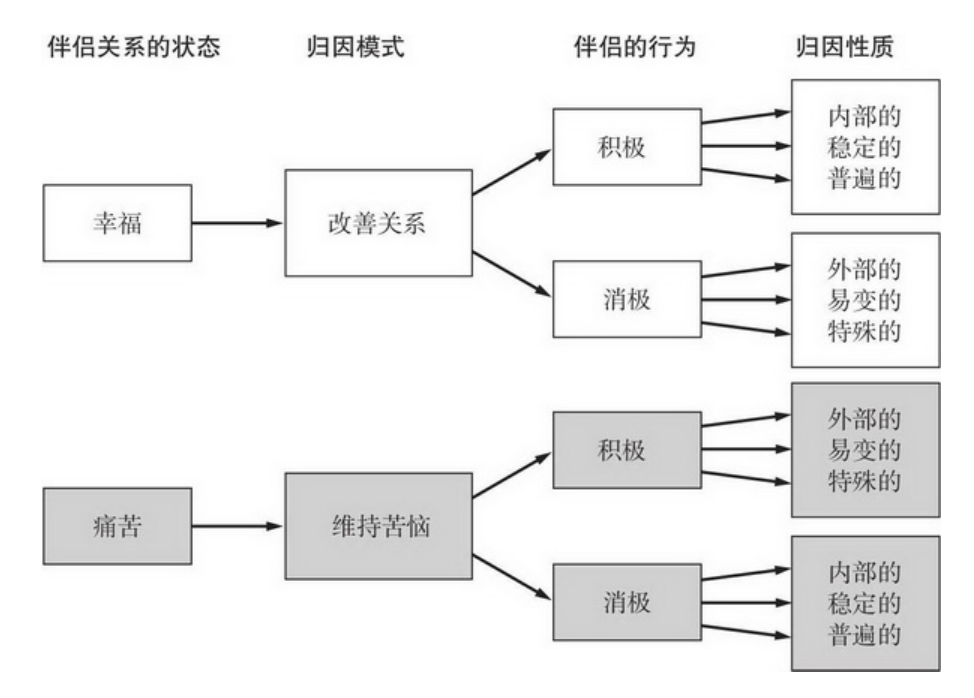 伴侣关系的状态
归因模式
伴侣的行为
归因性质
幸福
改善关系
积极
内部的
稳定的
普遍的
消极
外部的
易变的
特殊的
痛苦
维持苦恼
积极
外部的
易变的
特殊的
消极
内部的
稳定的
普遍的